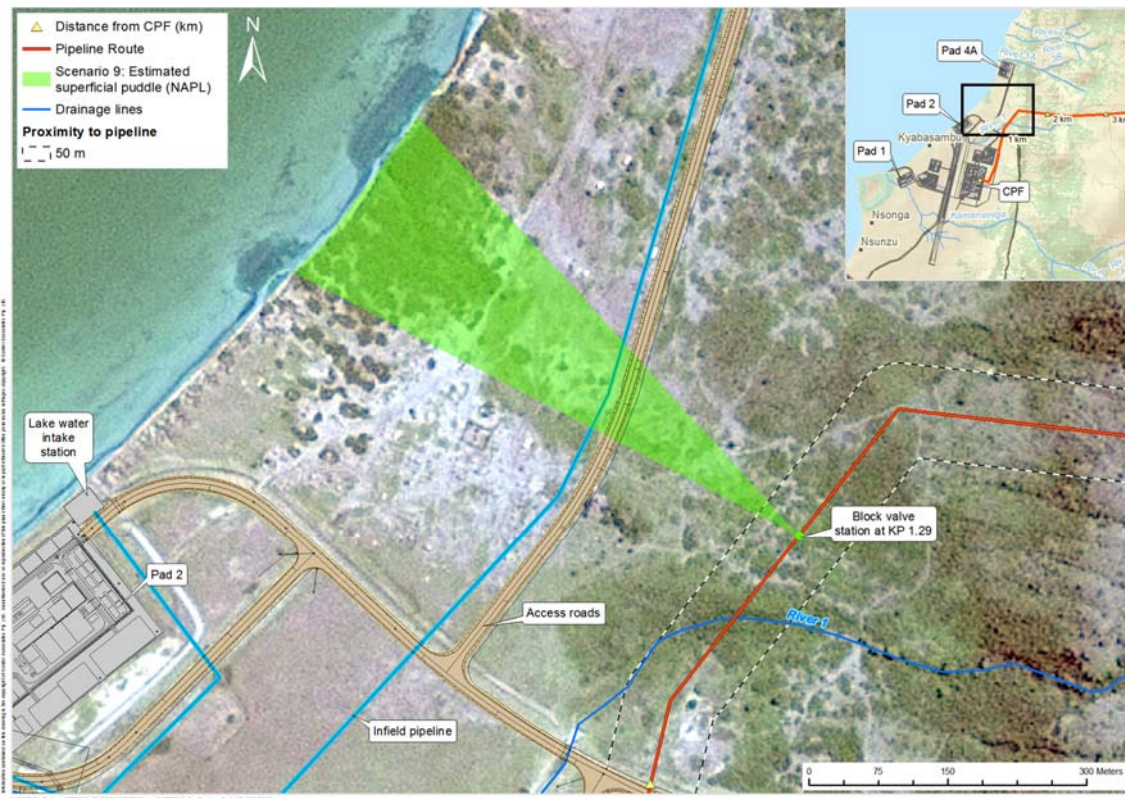 Distance from CPF (km)
Pipeline Route
Scenario 9: Estimated
superficial puddle (NAPL)
Drainage lines
Proximity to pipeline
50 m
N
Pad 4A
Pad 2
Kyabasambu
Pad 1
2 km
3 km
1 km
CPF
Nsonga
Nsunzu
Kamansinig
Lake water
intake
station
Pad 2
Block valve
station at KP 1.29
Access roads
River 1
Infield pipeline
0 75 150 300 Meters